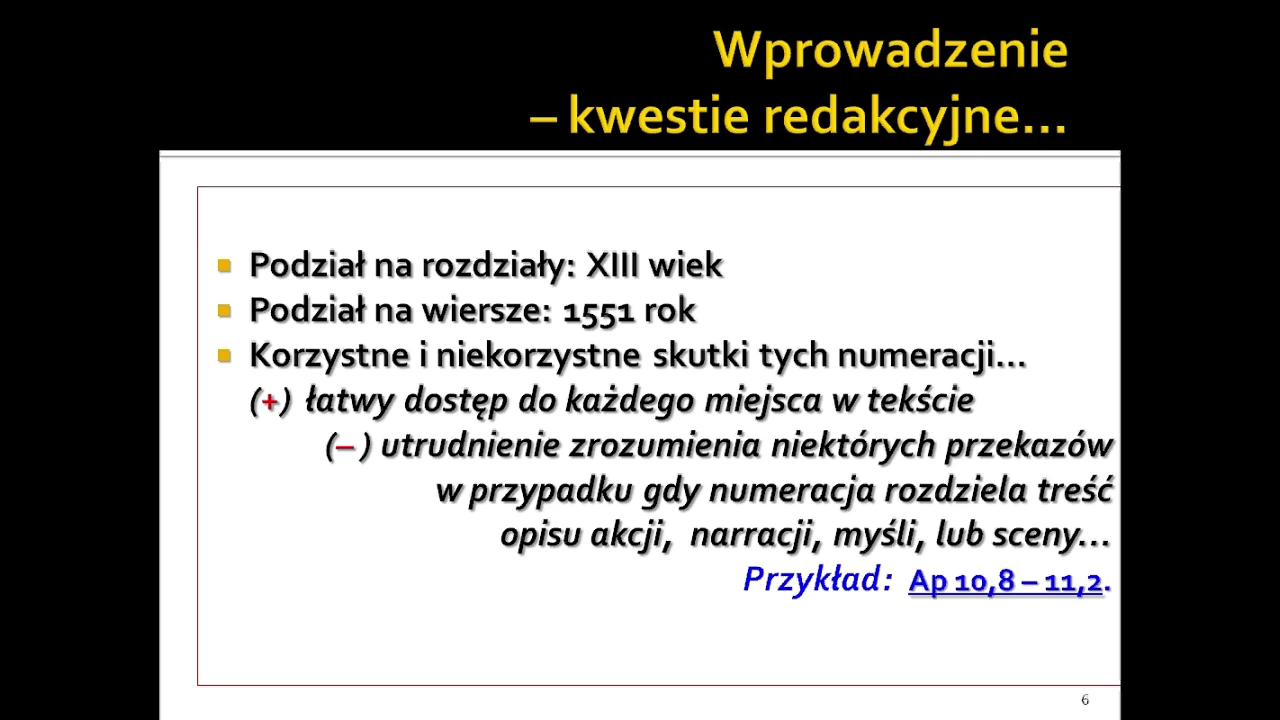 Wprowadzenie
– kwestie redakcyjne…
Podział na rozdziały: XIII wiek
Podział na wiersze: 1551 rok
Korzystne i niekorzystne skutki tych numeracji…
(+) łatwy dostęp do każdego miejsca w tekście
(– ) utrudnienie zrozumienia niektórych przekazów
w przypadku gdy numeracja rozdziela treść
opisu akcji, narracji, myśli, lub sceny…
Przykład: Ap 10,8 – 11,2.
6